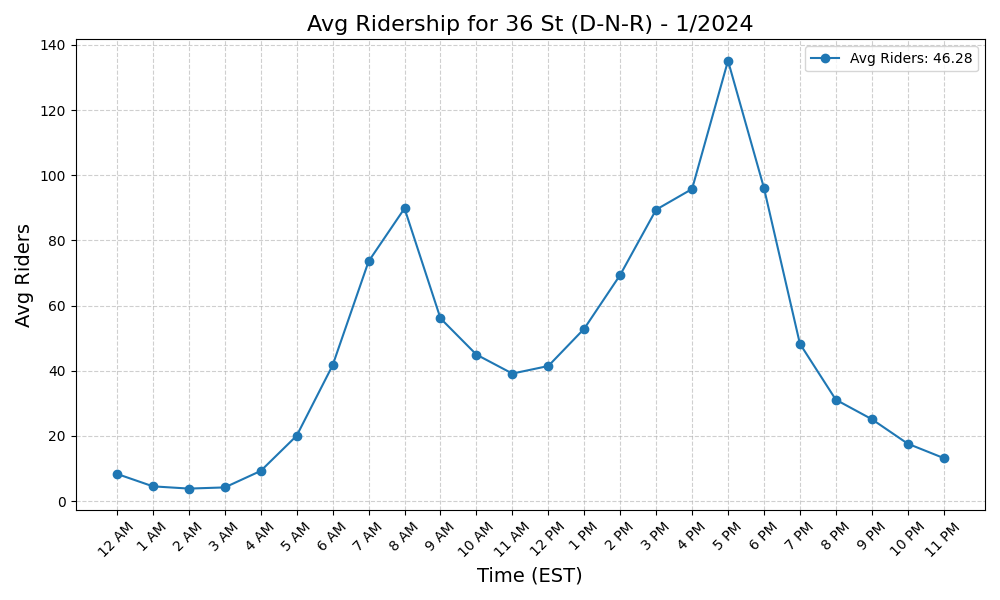 Avg Ridership for 36 St (D-N-R) - 1/2024
Avg Riders: 46.28
Avg Riders
140
120
100
80
60
40
20
0
12 AM
1 AM
2 AM
3 AM
4 AM
5 AM
6 AM
7 AM
8 AM
9 AM
10 AM
11 AM
12 PM
1 PM
2 PM
3 PM
4 PM
5 PM
6 PM
7 PM
8 PM
9 PM
10 PM
11 PM
Time (EST)